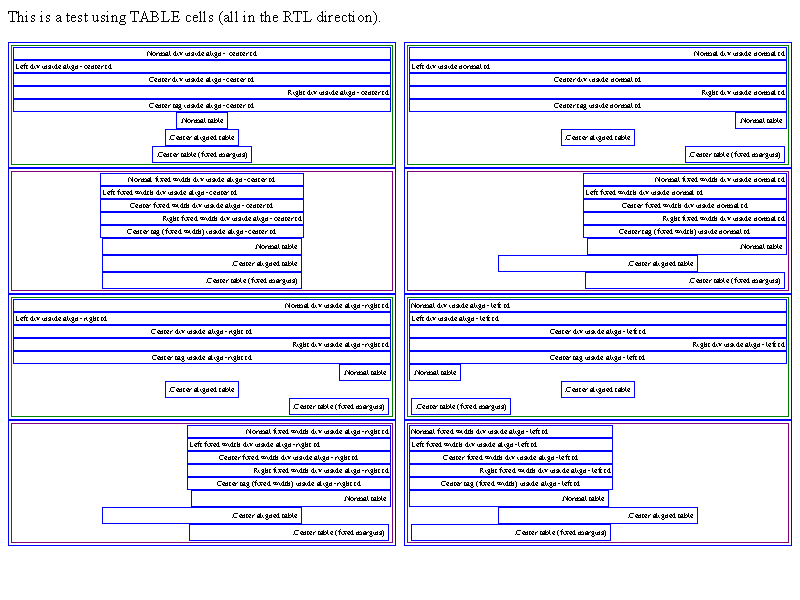 This is a test using TABLE cells (all in the RTL direction).
Normal div inside align - center td
Left div inside align - center td
Center div inside align - center td
Right div inside align - center td
Center tag inside align - center td
.Normal table
.Center aligned table
.Center table (fixed margins)
Normal div inside normal td
Left div inside normal td
Center div inside normal td
Right div inside normal td
Center tag inside normal td
.Normal table
.Center aligned table
.Center table (fixed margins)
Normal fixed width div inside align - center td
Left fixed width div inside align - center td
Center fixed width div inside align - center td
Right fixed width div inside align - center td
Center tag (fixed width) inside align - center td
.Normal table
.Center aligned table
.Center table (fixed margins)
Normal fixed width div inside normal td
Left fixed width div inside normal td
Center fixed width div inside normal td
Right fixed width div inside normal td
Center tag (fixed width) inside normal td
.Normal table
.Center aligned table
.Center table (fixed margins)
Normal div inside align - right td
Left div inside align - right td
Center div inside align - right td
Right div inside align - right td
Center tag inside align - right td
.Normal table
.Center aligned table
.Center table (fixed margins)
Normal div inside align - left td
Left div inside align - left td
Center div inside align - left td
Right div inside align - left td
Center tag inside align - left td
.Normal table
.Center aligned table
.Center table (fixed margins)
Normal fixed width div inside align - right td
Left fixed width div inside align - right td
Center fixed width div inside align - right td
Right fixed width div inside align - right td
Center tag (fixed width) inside align - right td
.Normal table
.Center aligned table
.Center table (fixed margins)
Normal fixed width div inside align - left td
Left fixed width div inside align - left td
Center fixed width div inside align - left td
Right fixed width div inside align - left td
Center tag (fixed width) inside align - left td
.Normal table
.Center aligned table
.Center table (fixed margins)